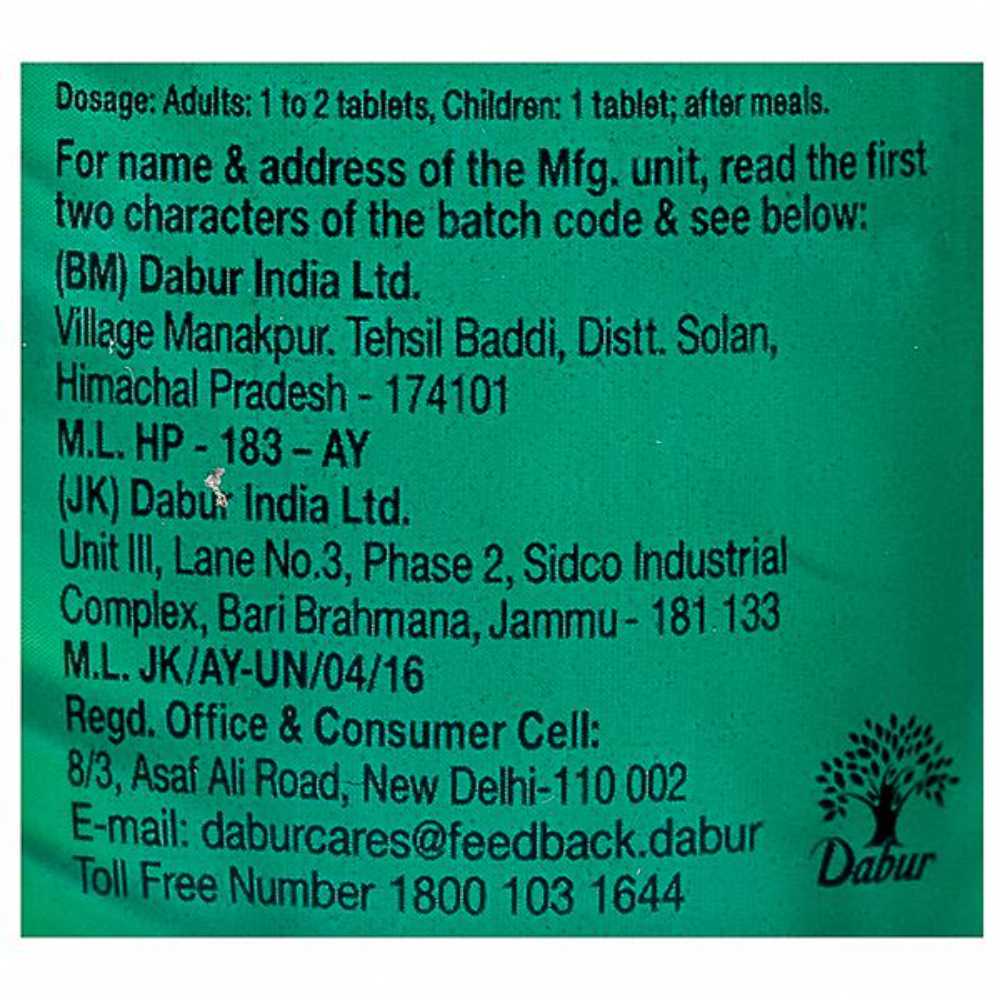 Dosage: Adults: 1 to 2 tablets, Children: 1 tablet; after meals.
For name & address of the Mfg. unit, read the first
two characters of the batch code & see below:
(BM) Dabur India Ltd.
Village Manakpur. Tehsil Baddi, Distt. Solan,
Himachal Pradesh - 174101
M.L. HP - 183 – AY
(JK) Dabur India Ltd.
Unit III, Lane No.3, Phase 2, Sidco Industrial
Complex, Bari Brahmana, Jammu - 181 133
M.L. JK/AY-UN/04/16
Regd. Office & Consumer Cell:
8/3, Asaf Ali Road, New Delhi-110 002
E-mail: daburcares@feedback.dabur
Toll Free Number 1800 103 1644
Dabur